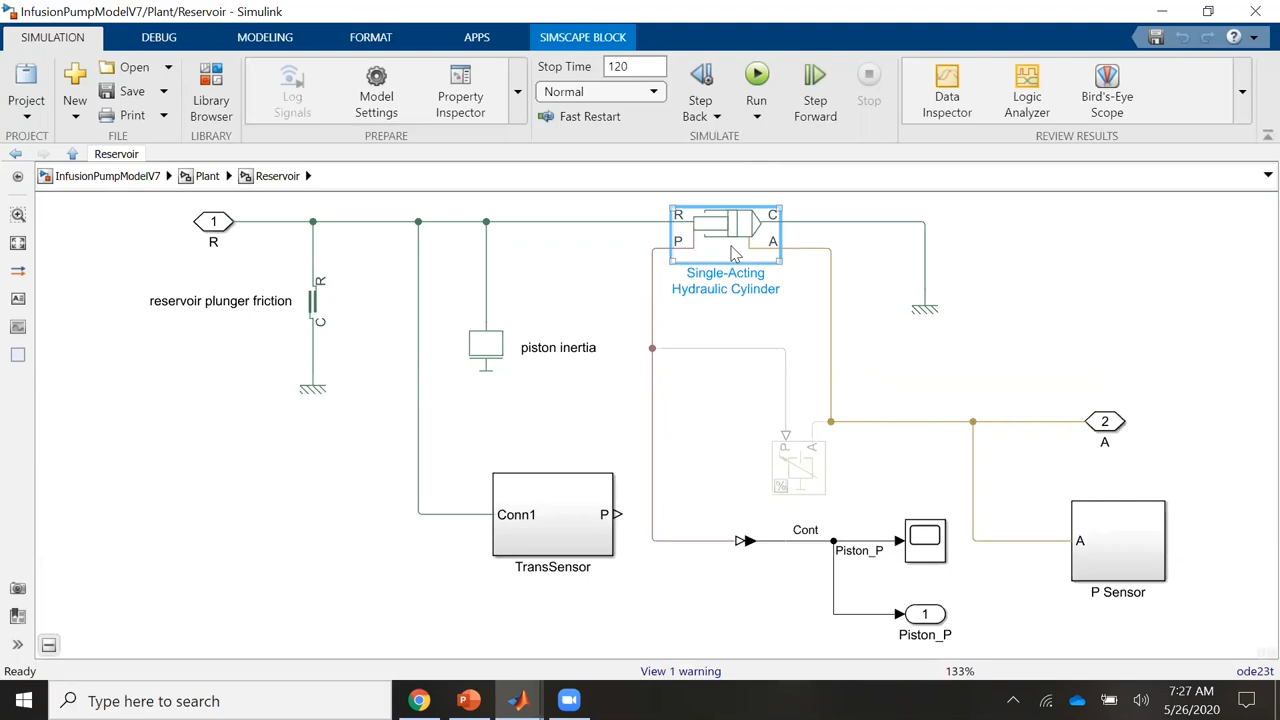 InfusionPumpModelV7/Plant/Reservoir - Simulink
SIMULATION DEBUG MODELING FORMAT APPS SIMSCAPE BLOCK
Project
New
Open
Save
Print
Library
Browser
Log
Signals
Model
Settings
Property
Inspector
Stop Time 120
Normal
Fast Restart
Step
Back
Run
Step
Forward
Stop
Data
Inspector
Logic
Analyzer
Bird's-Eye
Scope
PROJECT FILE LIBRARY PREPARE SIMULATE REVIEW RESULTS
Reservoir
InfusionPumpModelV7 Plant Reservoir
1
R
R C
P A
Single-Acting
Hydraulic Cylinder
R
reservoir plunger friction
C
piston inertia
P A
%
2
A
Conn1 P
TransSensor
Cont
Piston_P
A
P Sensor
1
Piston_P
Ready View 1 warning 133% ode23t
Type here to search
7:27 AM
5/26/2020